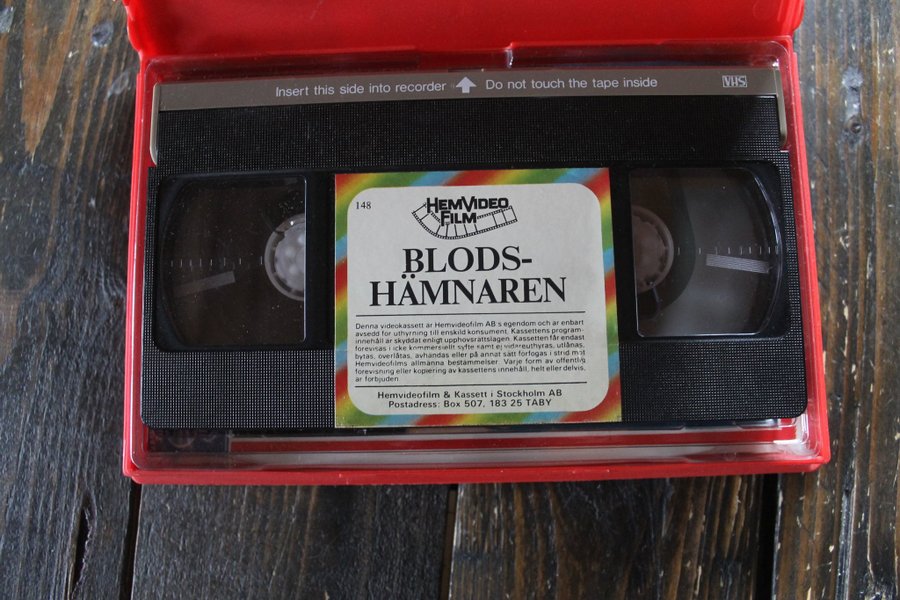 Insert this side into recorder Do not touch the tape inside VHS
148
HEMVIDEO
FILM
BLODS-
HÄMNAREN
Denna videokassett är Hemvideofilm AB:s egendom och är enbart
avsedd för uthyrning till enskild konsument. Kassettens program-
innehåll är skyddat enligt upphovsrättslagen. Kassetten får endast
förevisas i icke kommersiellt syfte samt ej vidareuthyras, utlånas,
bytas, överlåtas, avhändas eller på annat sätt förfogas i strid mot
Hemvideofilms allmänna bestämmelser. Varje form av offentlig
förevisning eller kopiering av kassettens innehåll, helt eller delvis,
är förbjuden.
Hemvideofilm & Kassett i Stockholm AB
Postadress: Box 507, 183 25 TÄBY